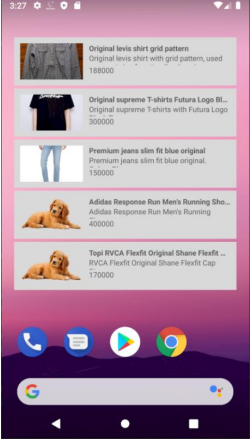 3:27
Original levis shirt grid pattern
Original levis shirt with grid pattern, used
188000
Original supreme T-shirts Futura Logo Bl...
Original supreme T-shirts with Futura Logo
300000
Premium jeans slim fit blue original
Premium jeans slim fit blue original.
150000
Adidas Response Run Men's Running Sho...
Adidas Response Run Men's Running
400000
Topi RVCA Flexfit Original Shane Flexfit ...
RVCA Flexfit Original Shane Flexfit Cap
170000